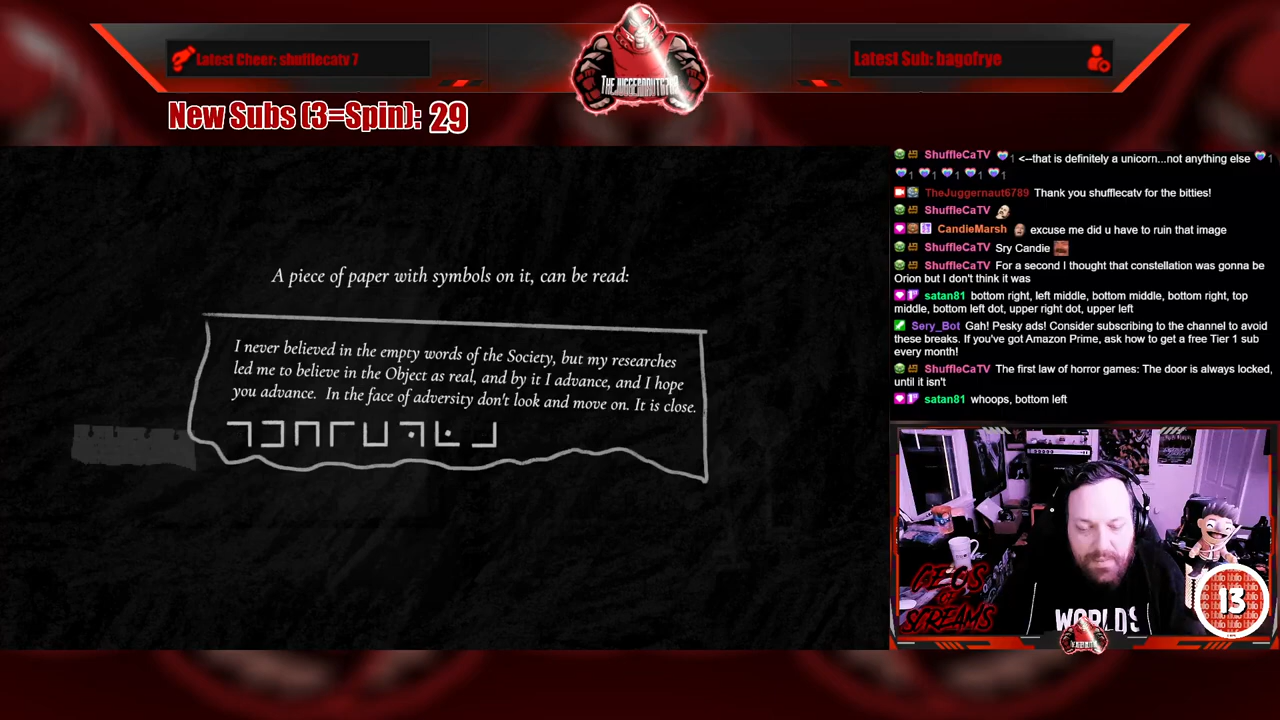 Latest Cheer: shufflecatv 7
THEJUGGERNAUT6789
Latest Sub: bagofrye
New Subs (3=Spin): 29
A piece of paper with symbols on it, can be read:
I never believed in the empty words of the Society, but my researches
led me to believe in the Object as real, and by it I advance, and I hope
you advance. In the face of adversity don't look and move on. It is close.
ShuffleCaTV 1 <--that is definitely a unicorn...not anything else 1
1 1 1 1 1
TheJuggernaut6789 Thank you shufflecatv for the bitties!
ShuffleCaTV
CandieMarsh excuse me did u have to ruin that image
ShuffleCaTV Sry Candie
ShuffleCaTV For a second I thought that constellation was gonna be
Orion but I don't think it was
satan81 bottom right, left middle, bottom middle, bottom right, top
middle, bottom left dot, upper right dot, upper left
Sery_Bot Gah! Pesky ads! Consider subscribing to the channel to avoid
these breaks. If you've got Amazon Prime, ask how to get a free Tier 1 sub
every month!
ShuffleCaTV The first law of horror games: The door is always locked,
until it isn't
satan81 whoops, bottom left
SCREAMS
WORLDS
13